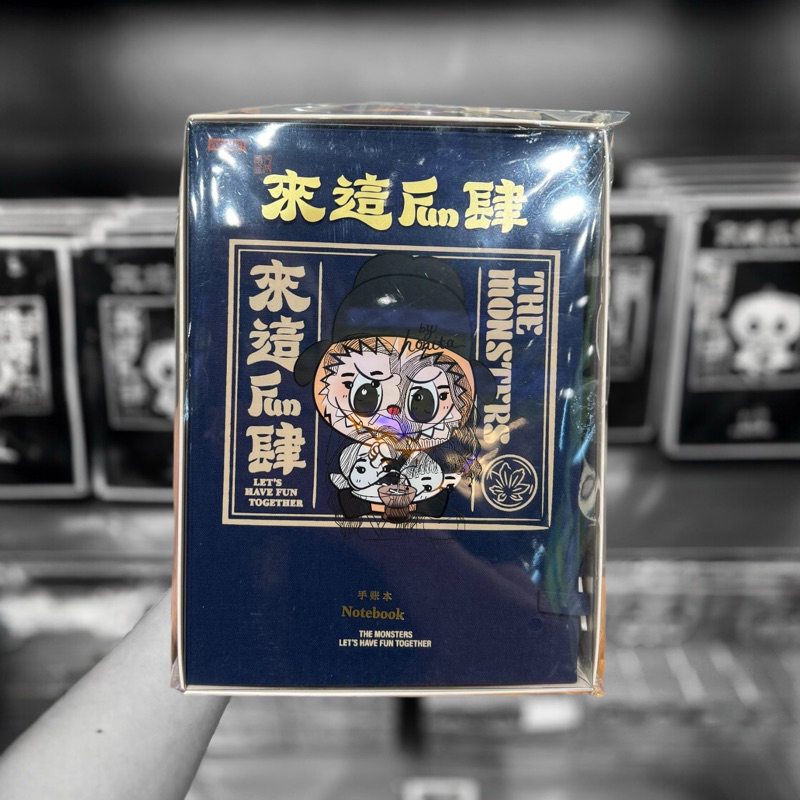 來這Fun肆
來
這
Fun
肆
LET'S
HAVE FUN
TOGETHER
THE
MONSTERS
by
手賬本
Notebook
THE MONSTERS
LET'S HAVE FUN TOGETHER